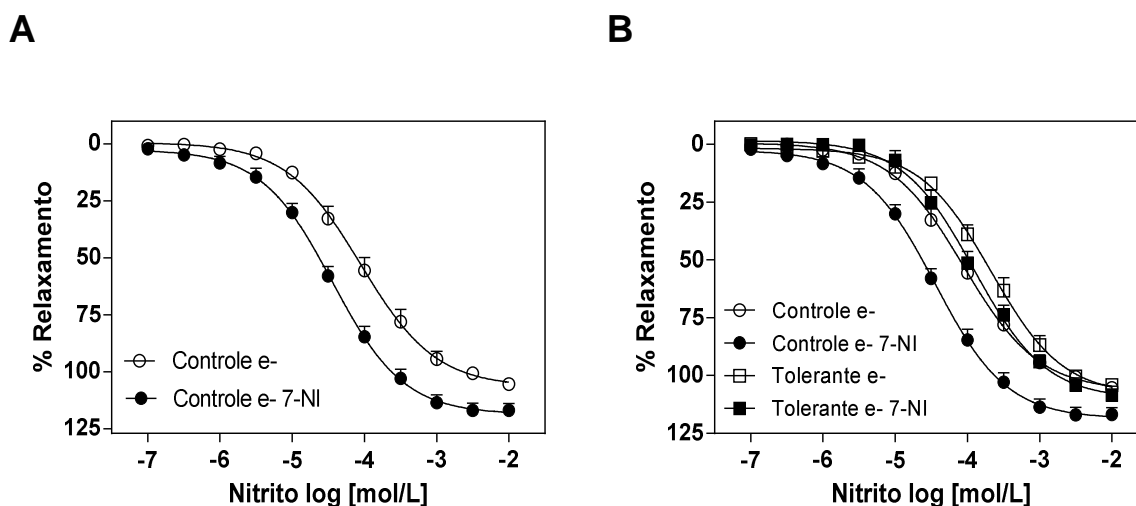 A
% Relaxamento
0
25
50
75
100
125
Controle e-
Controle e- 7-NI
-7 -6 -5 -4 -3 -2
Nitrito log [mol/L]
B
% Relaxamento
0
25
50
75
100
125
Controle e-
Controle e- 7-NI
Tolerante e-
Tolerante e- 7-NI
-7 -6 -5 -4 -3 -2
Nitrito log [mol/L]